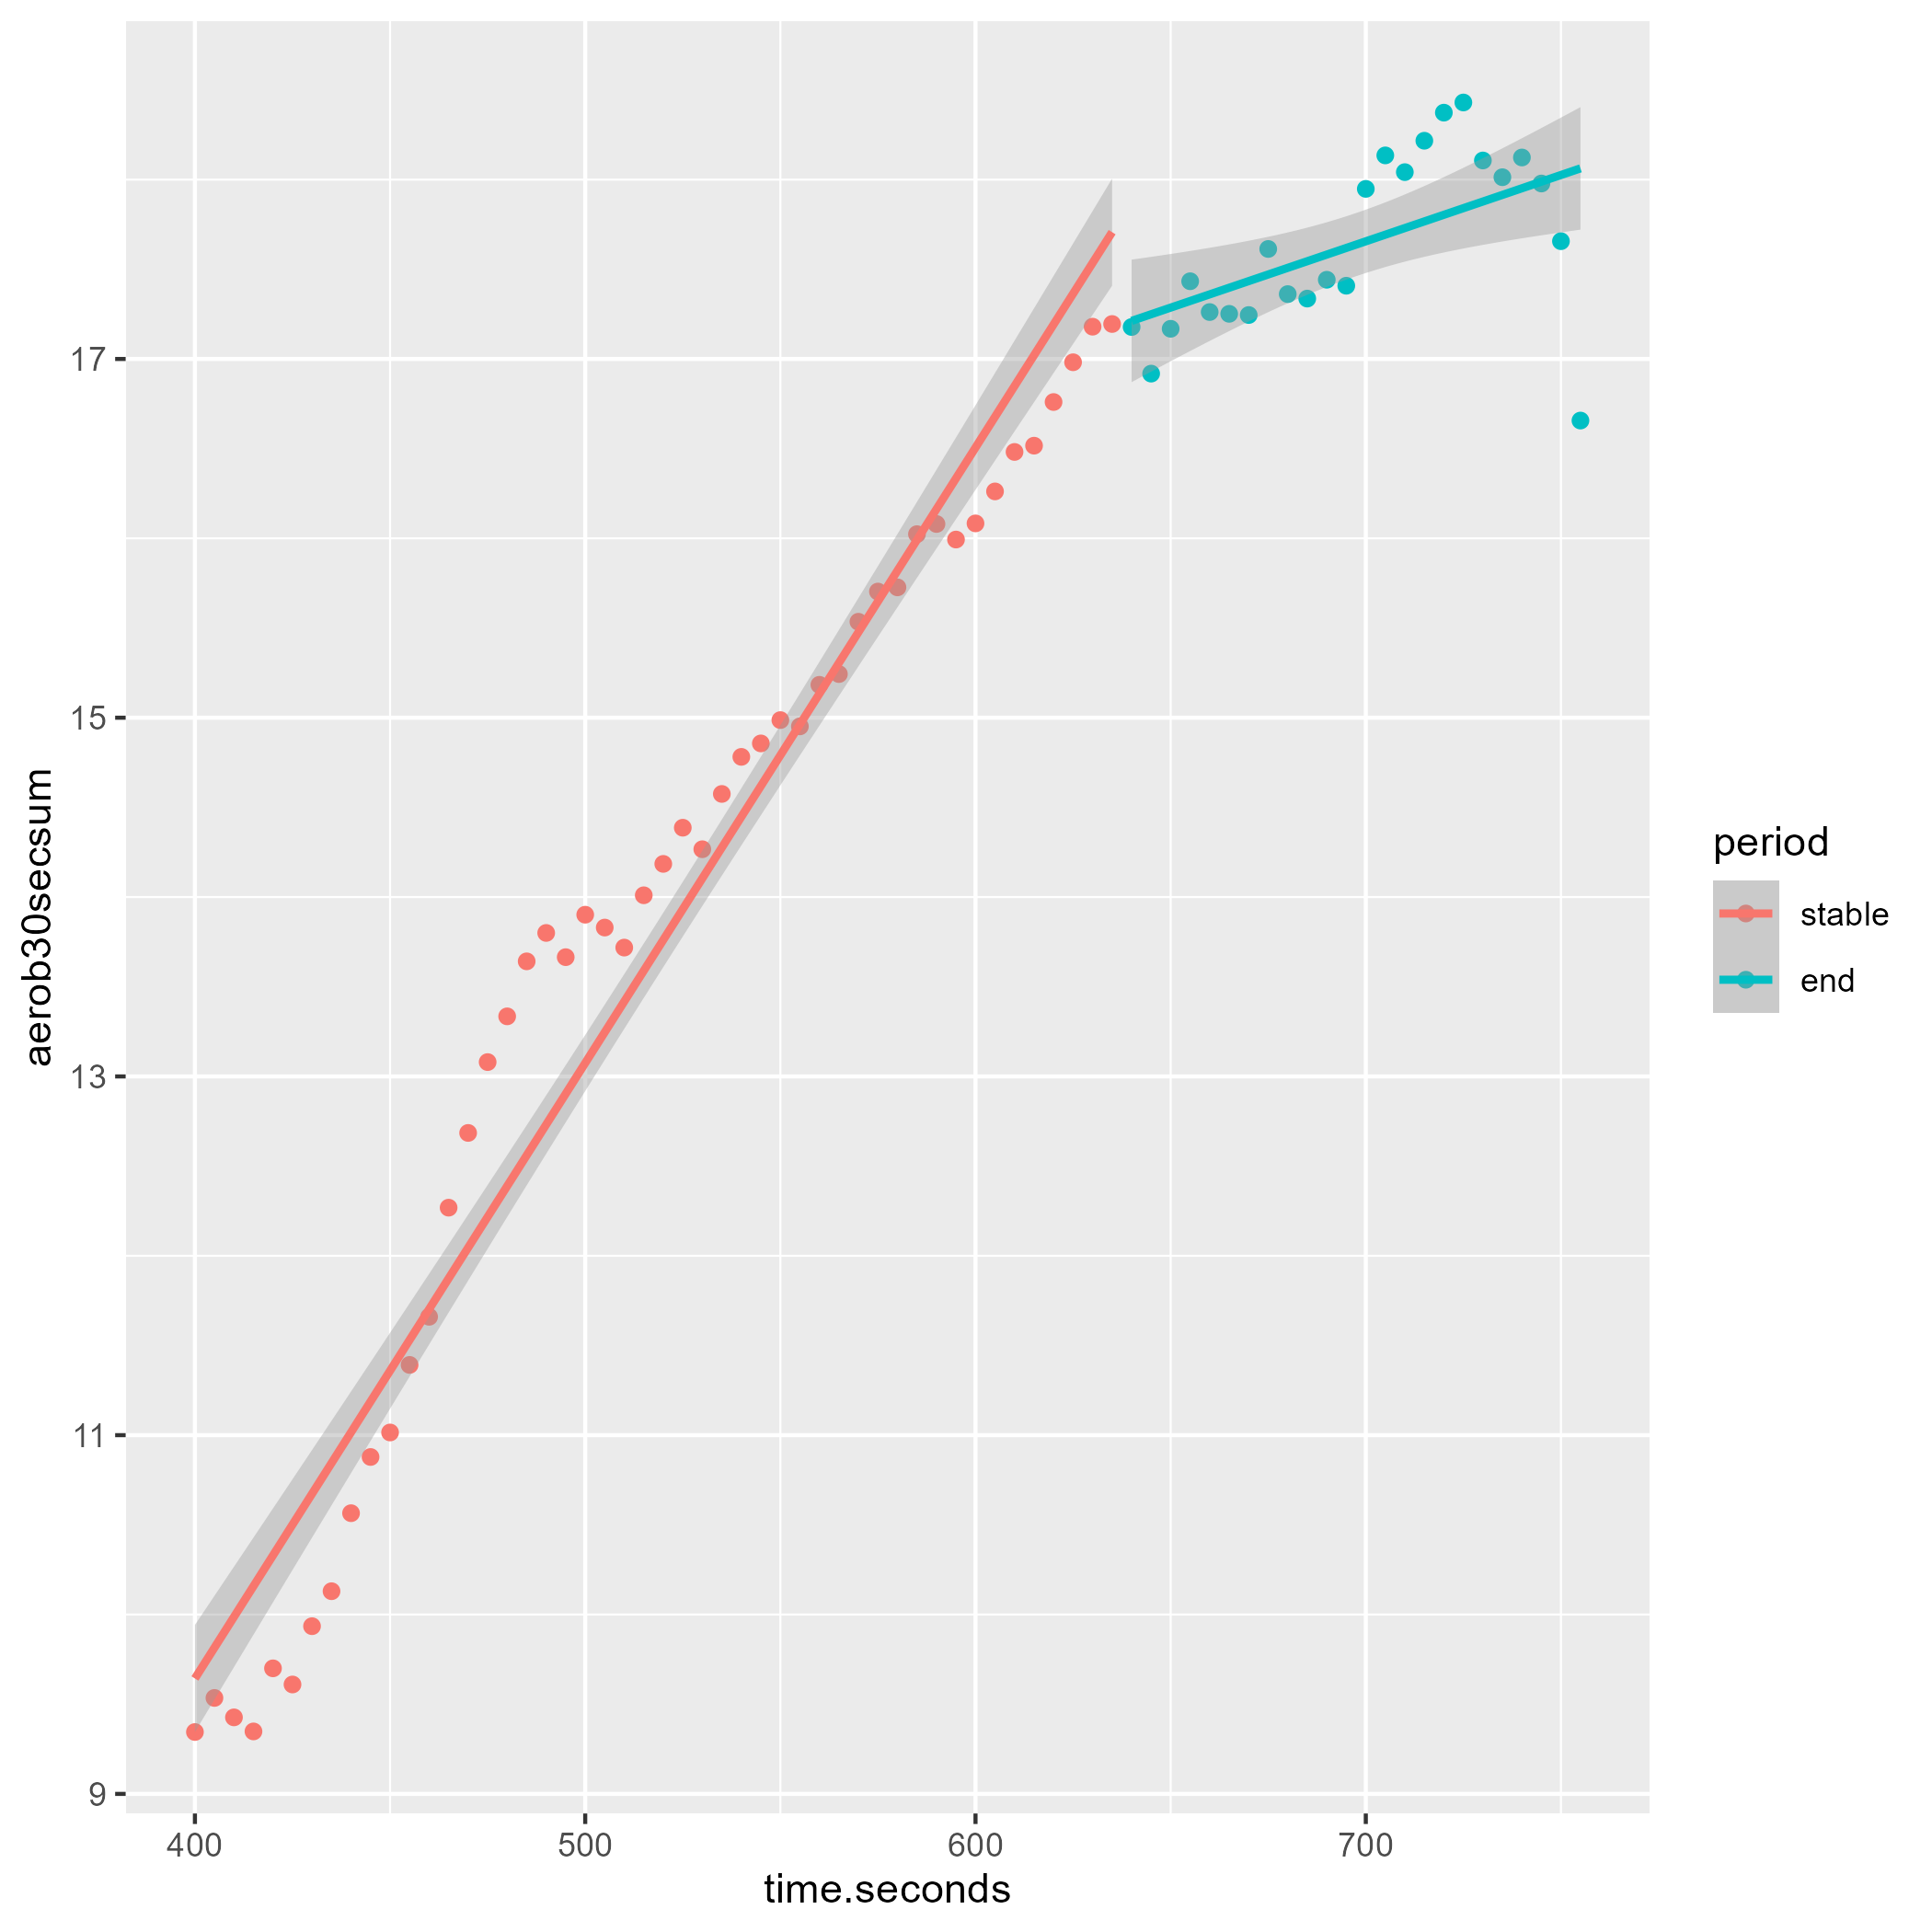 17
15
13
11
9
aerob30secsum
400
500
600
700
time.seconds
period
stable
end